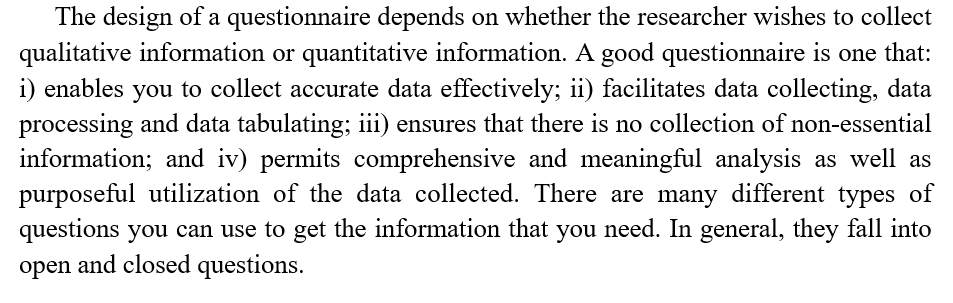 The design of a questionnaire depends on whether the researcher wishes to collect
qualitative information or quantitative information. A good questionnaire is one that:
i) enables you to collect accurate data effectively; ii) facilitates data collecting, data
processing and data tabulating; iii) ensures that there is no collection of non-essential
information; and iv) permits comprehensive and meaningful analysis as well as
purposeful utilization of the data collected. There are many different types of
questions you can use to get the information that you need. In general, they fall into
open and closed questions.